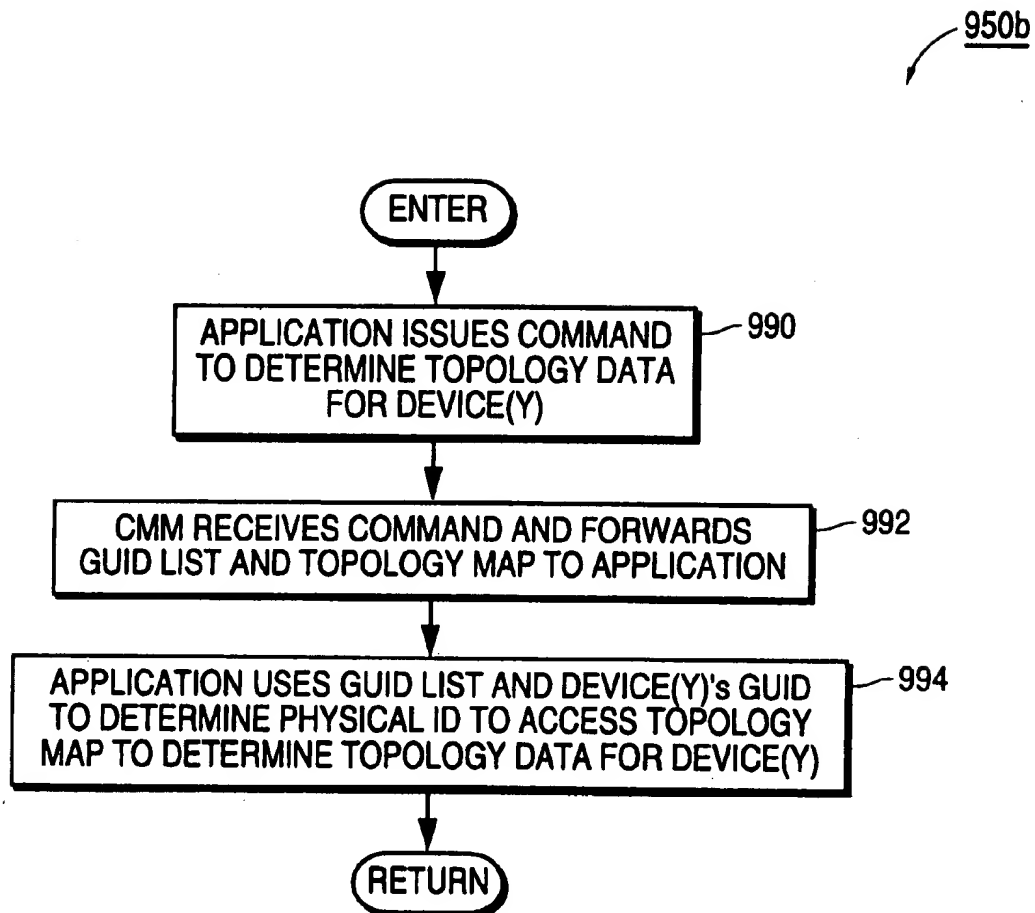 950b
ENTER
APPLICATION ISSUES COMMAND
TO DETERMINE TOPOLOGY DATA
FOR DEVICE(Y)
990
CMM RECEIVES COMMAND AND FORWARDS
GUID LIST AND TOPOLOGY MAP TO APPLICATION
992
APPLICATION USES GUID LIST AND DEVICE(Y)'s GUID
TO DETERMINE PHYSICAL ID TO ACCESS TOPOLOGY
MAP TO DETERMINE TOPOLOGY DATA FOR DEVICE(Y)
994
RETURN